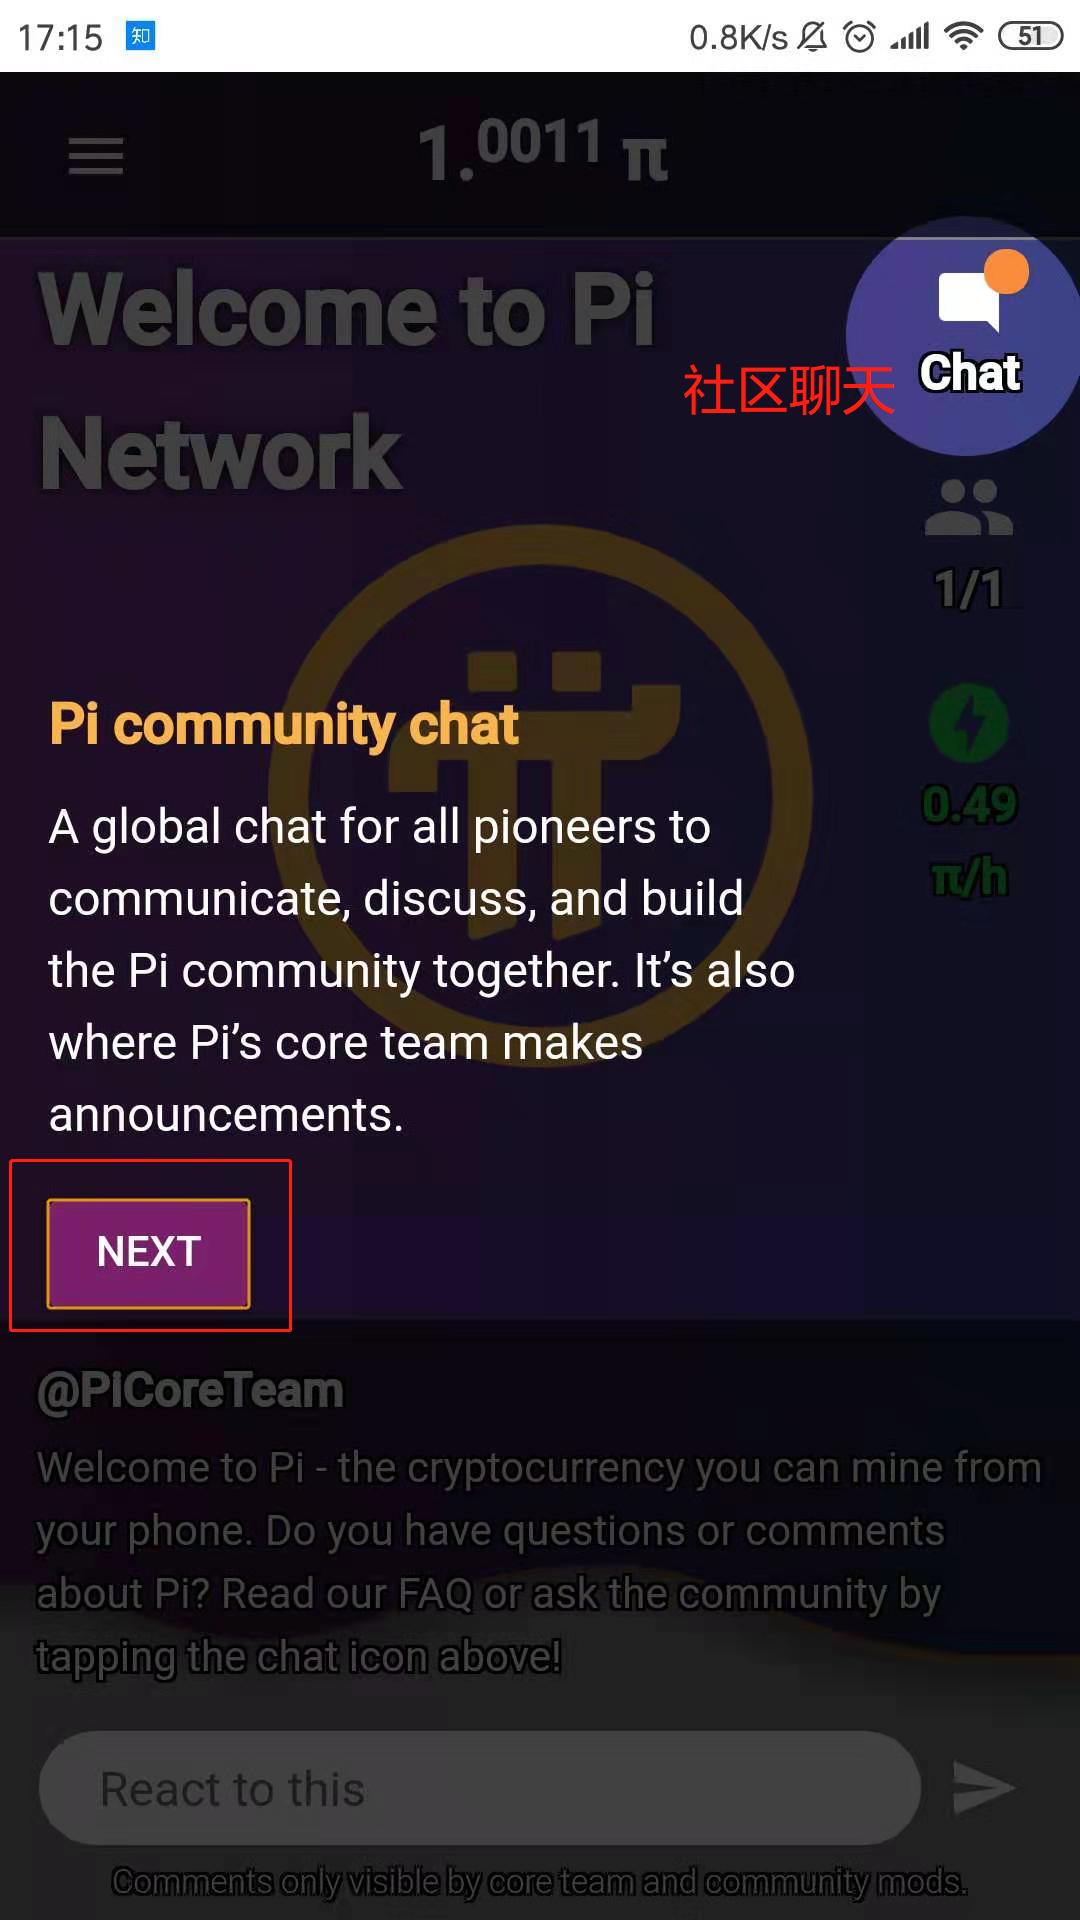 17:15 知 0.8K/s 51
1.0011 π
Welcome to Pi
Network
Chat
社区聊天
1/1
0.49
π/h
Pi community chat
A global chat for all pioneers to
communicate, discuss, and build
the Pi community together. It’s also
where Pi’s core team makes
announcements.
NEXT
@PiCoreTeam
Welcome to Pi - the cryptocurrency you can mine from
your phone. Do you have questions or comments
about Pi? Read our FAQ or ask the community by
tapping the chat icon above!
React to this
Comments only visible by core team and community mods.